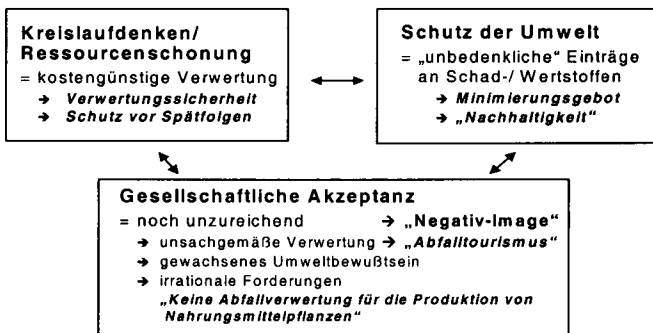 Kreislaufdenken/
Ressourcenschonung
= kostengünstige Verwertung
→ Verwertungssicherheit
→ Schutz vor Spätfolgen
Schutz der Umwelt
= „unbedenkliche“ Einträge
an Schad-/ Wertstoffen
→ Minimierungsgebot
→ „Nachhaltigkeit“
Gesellschaftliche Akzeptanz
= noch unzureichend → „Negativ-Image“
→ unsachgemäße Verwertung → „Abfalltourismus“
→ gewachsenes Umweltbewußtsein
→ irrationale Forderungen
„Keine Abfallverwertung für die Produktion von
Nahrungsmittelpflanzen“